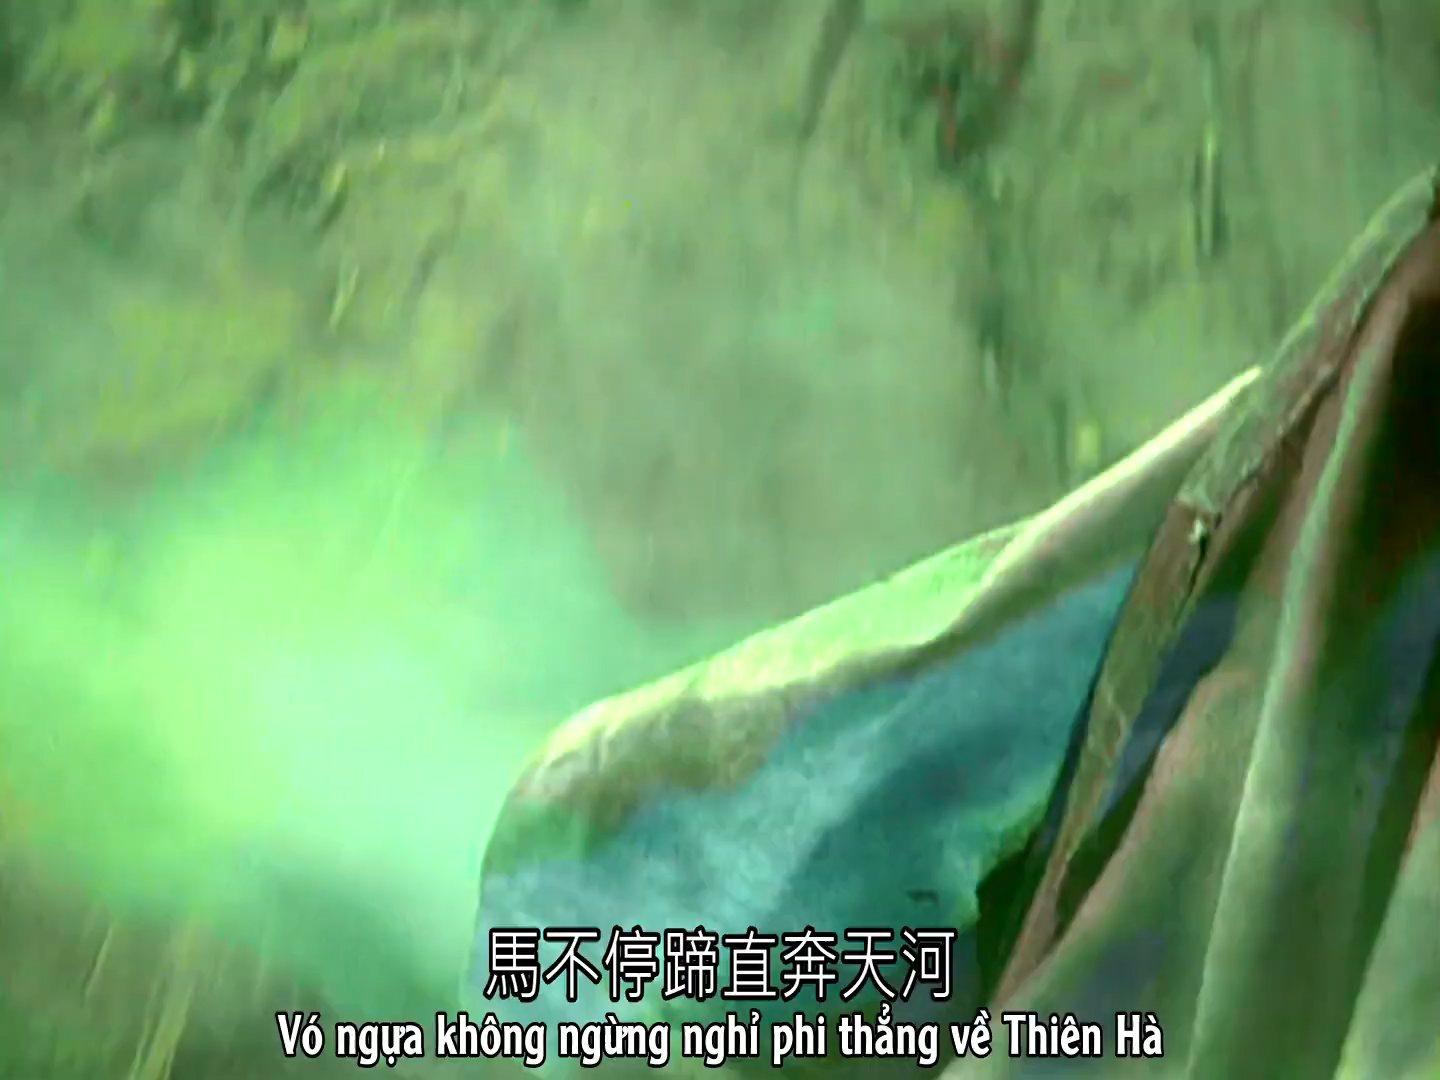 馬不停蹄直奔天河
Vó ngựa không ngừng nghỉ phi thẳng về Thiên Hà